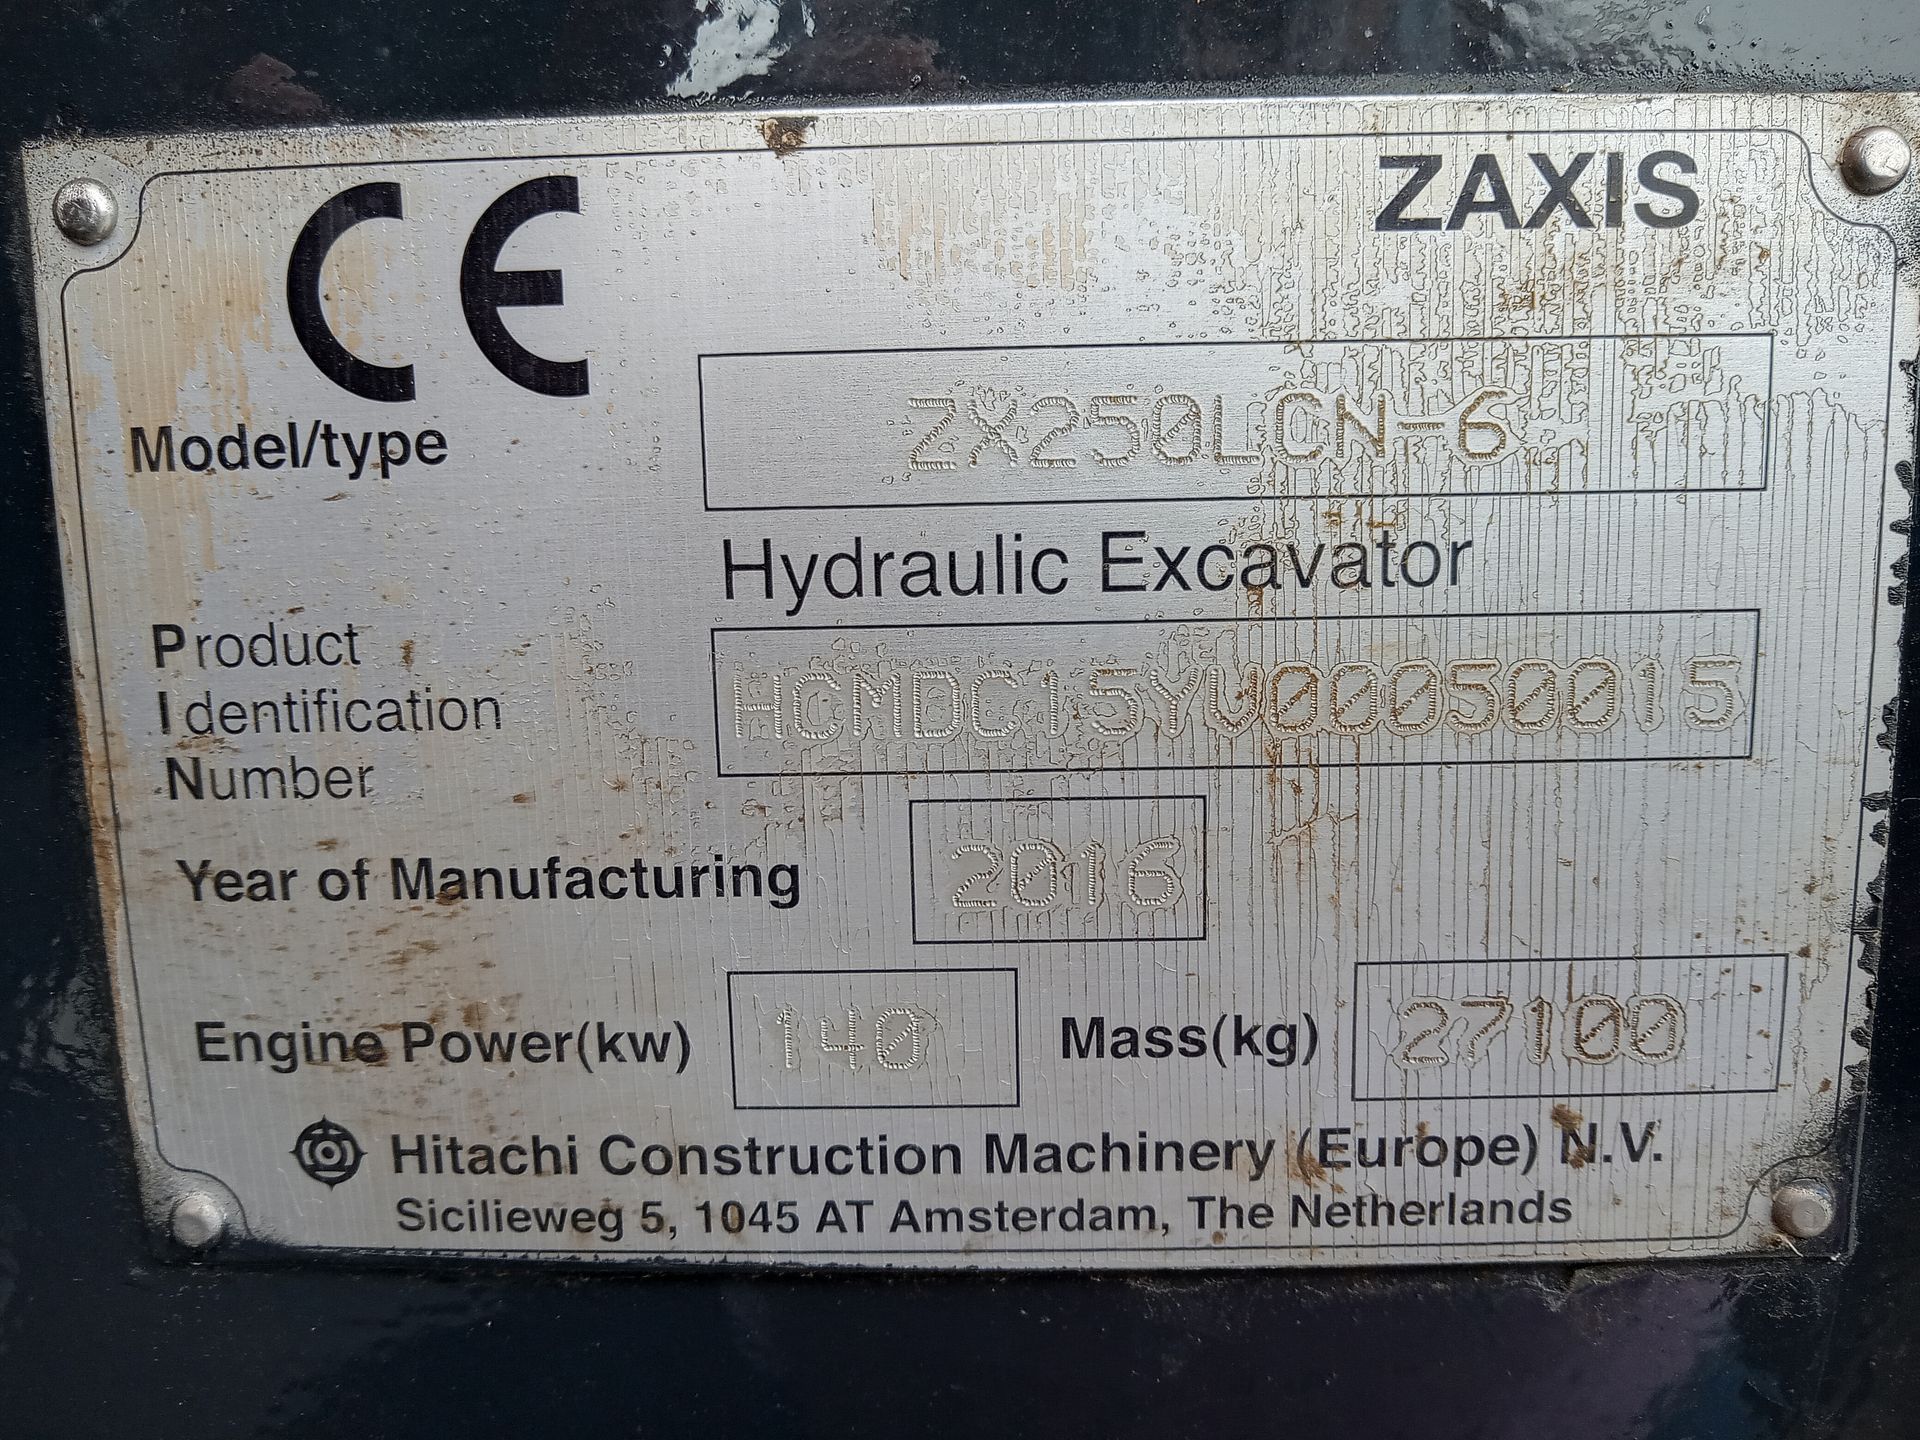 CE ZAXIS
Model/type ZX250LCN-6
Hydraulic Excavator
Product
Identification HCMDC15YV00050015
Number
Year of Manufacturing 2016
Engine Power(kw) 140 Mass(kg) 27100
Hitachi Construction Machinery (Europe) N.V.
Sicilieweg 5, 1045 AT Amsterdam, The Netherlands